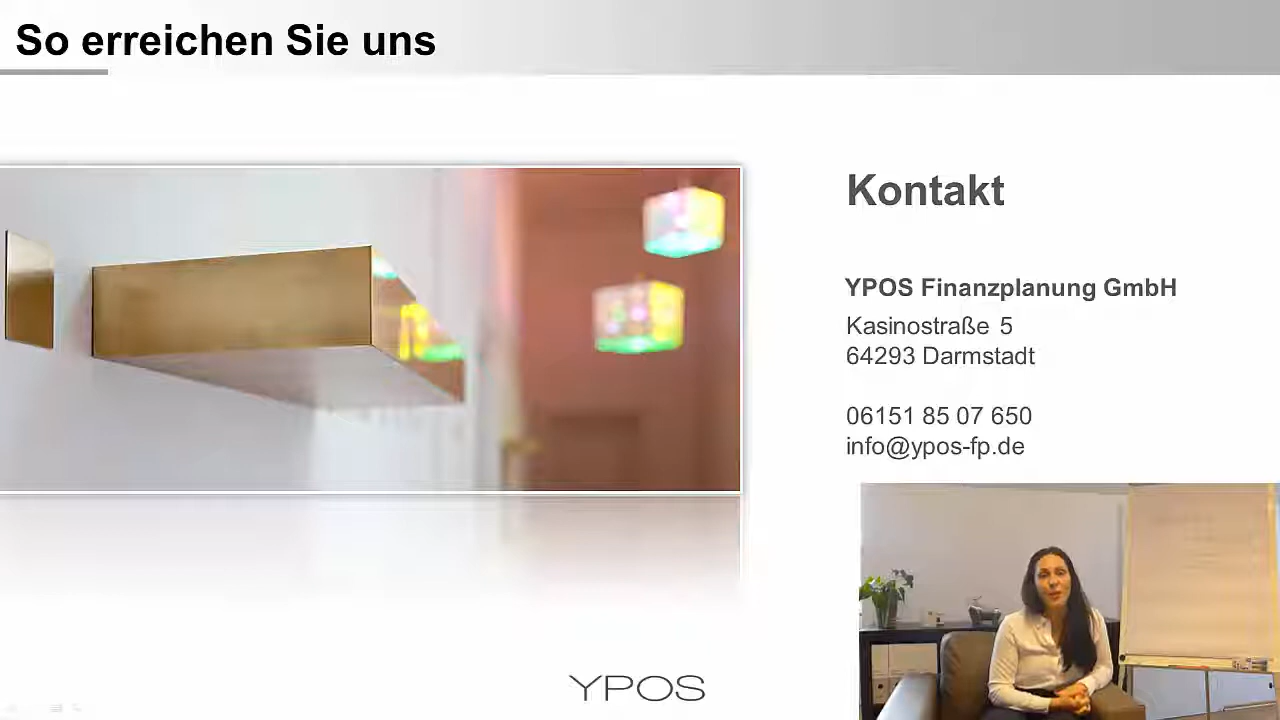 So erreichen Sie uns
Kontakt
YPOS Finanzplanung GmbH
Kasinostraße 5
64293 Darmstadt
06151 85 07 650
info@ypos-fp.de
YPOS